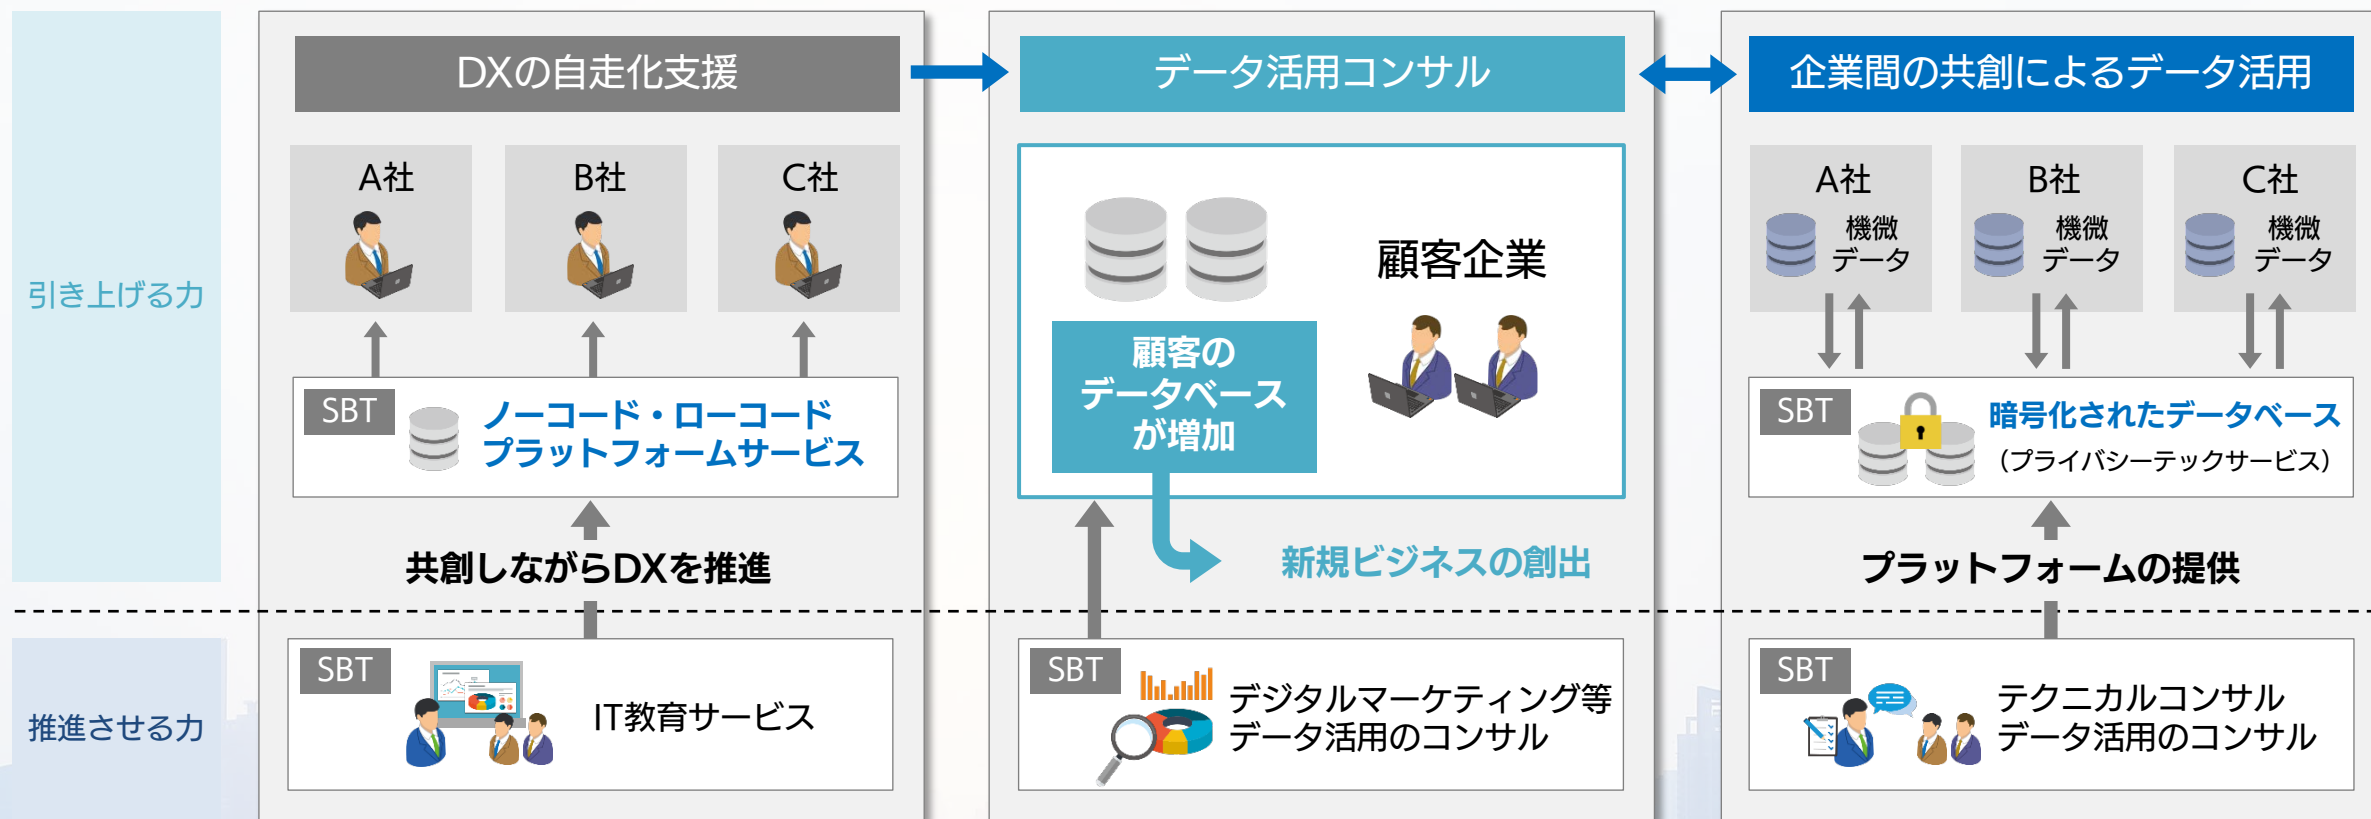 引き上げる力
推進させる力
DXの自走化支援
A社
B社
C社
SBT
ノーコード・ローコード
プラットフォームサービス
共創しながらDXを推進
SBT
IT教育サービス
データ活用コンサル
顧客企業
顧客の
データベース
が増加
新規ビジネスの創出
SBT
デジタルマーケティング等
データ活用のコンサル
企業間の共創によるデータ活用
A社
機微
データ
B社
機微
データ
C社
機微
データ
SBT
暗号化されたデータベース
（プライバシーテックサービス）
プラットフォームの提供
SBT
テクニカルコンサル
データ活用のコンサル